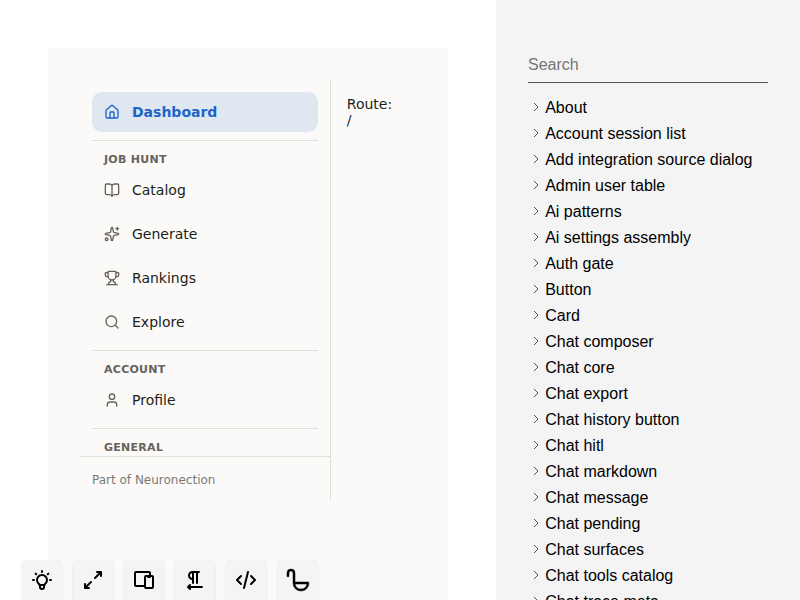 Dashboard
JOB HUNT
Catalog
Generate
Rankings
Explore
ACCOUNT
Profile
GENERAL
Part of Neuronection
Route:
/
Search
About
Account session list
Add integration source dialog
Admin user table
Ai patterns
Ai settings assembly
Auth gate
Button
Card
Chat composer
Chat core
Chat export
Chat history button
Chat hitl
Chat markdown
Chat message
Chat pending
Chat surfaces
Chat tools catalog